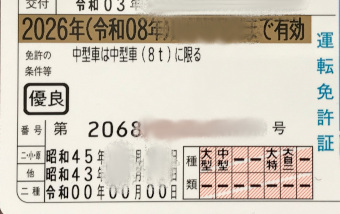 交付 令和03年
2026年(令和08年) まで有効
免許の 中型車は中型車(8t)に限る
条件等
優良
番号 第 2068 号
二・小・原 昭和45年
他 昭和43年
二種 令和00年00月00日
種類 大型 中型 — — 大特 大自二 —
— — — — — — —
運転免許証